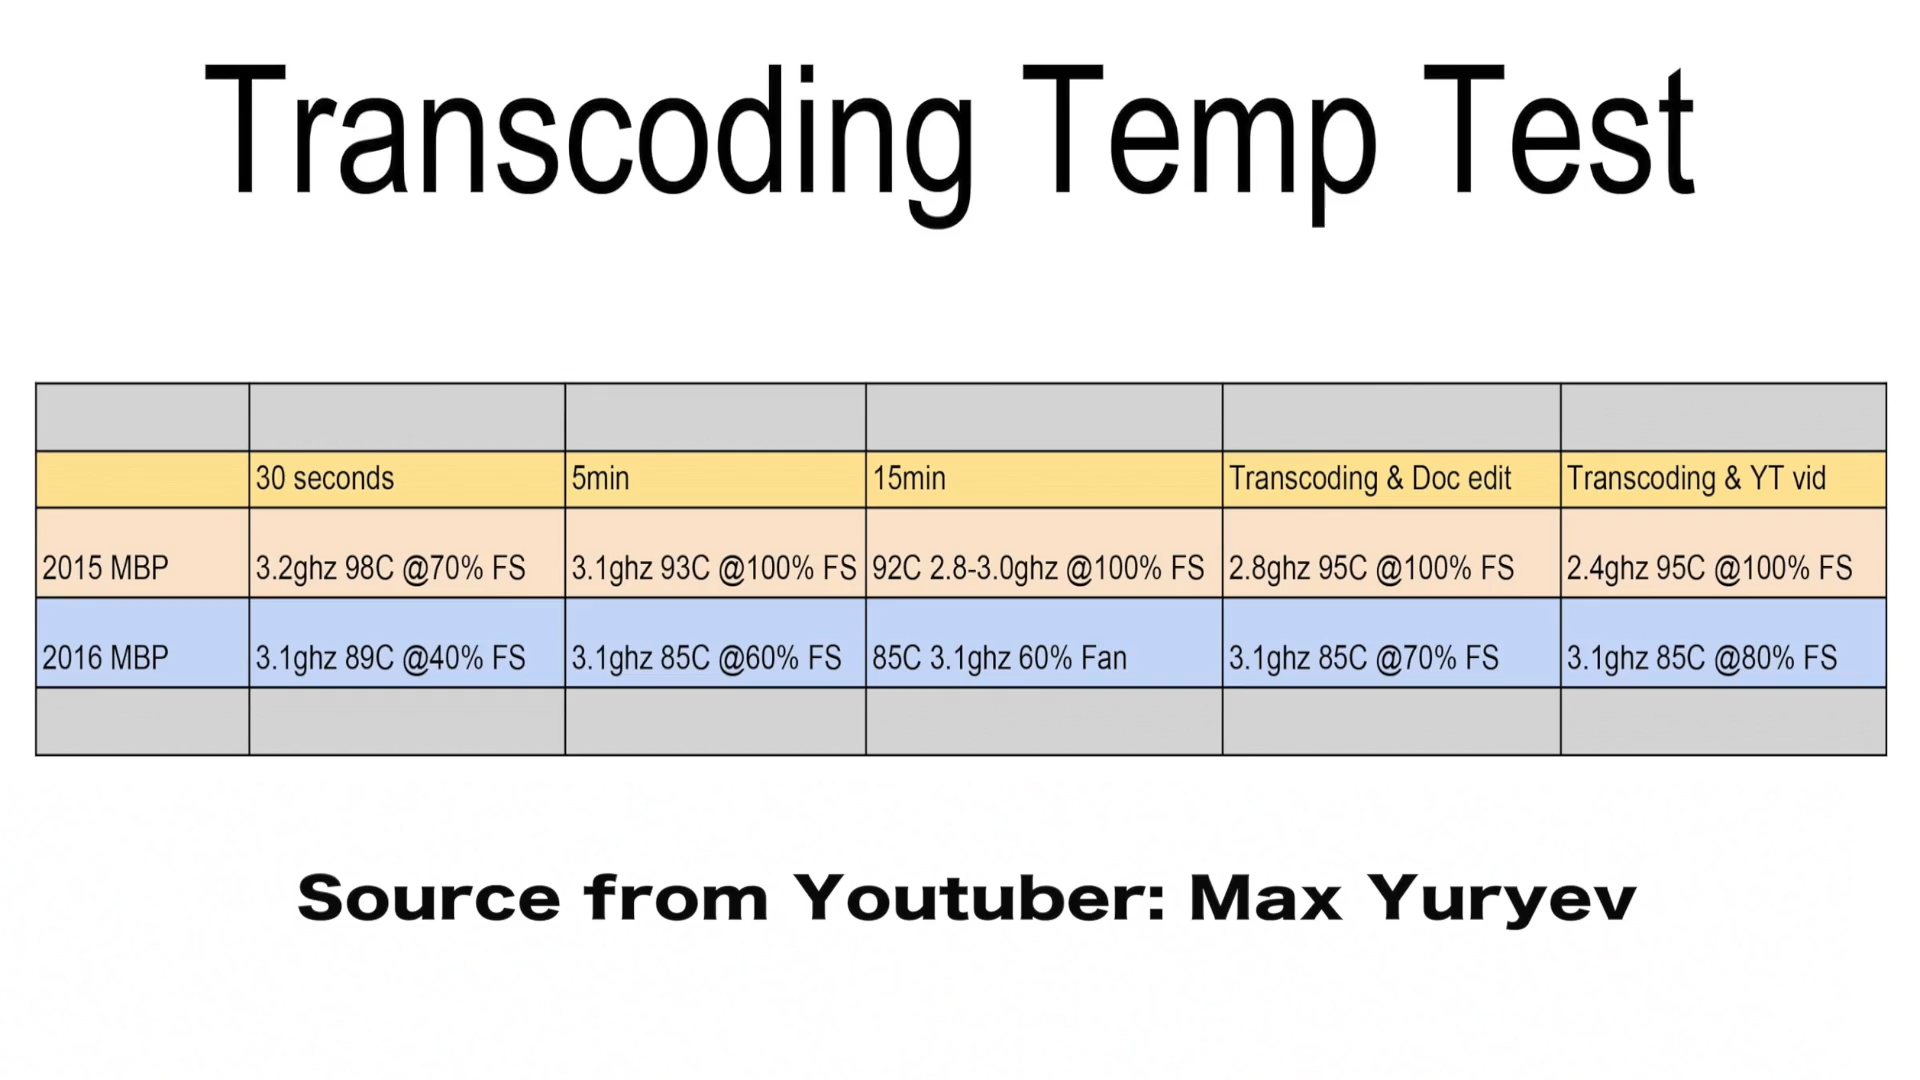 Transcoding Temp Test
30 seconds 5min 15min Transcoding & Doc edit Transcoding & YT vid
2015 MBP 3.2ghz 98C @70% FS 3.1ghz 93C @100% FS 92C 2.8-3.0ghz @100% FS 2.8ghz 95C @100% FS 2.4ghz 95C @100% FS
2016 MBP 3.1ghz 89C @40% FS 3.1ghz 85C @60% FS 85C 3.1ghz 60% Fan 3.1ghz 85C @70% FS 3.1ghz 85C @80% FS
Source from Youtuber: Max Yuryev